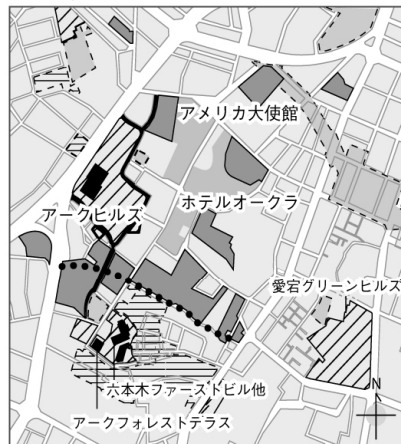 アメリカ大使館
ホテルオークラ
アークヒルズ
愛宕グリーンヒルズ
N
六本木ファーストビル他
アークフォレストテラス